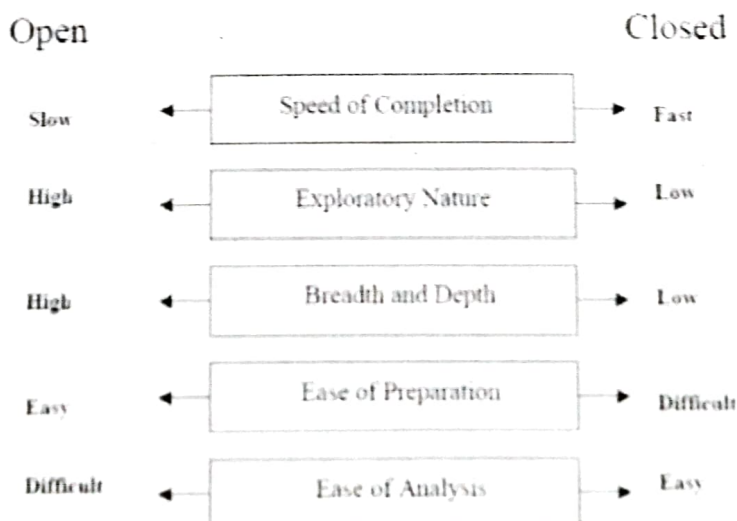 Open Closed
Slow Speed of Completion Fast
High Exploratory Nature Low
High Breadth and Depth Low
Easy Ease of Preparation Difficult
Difficult Ease of Analysis Easy